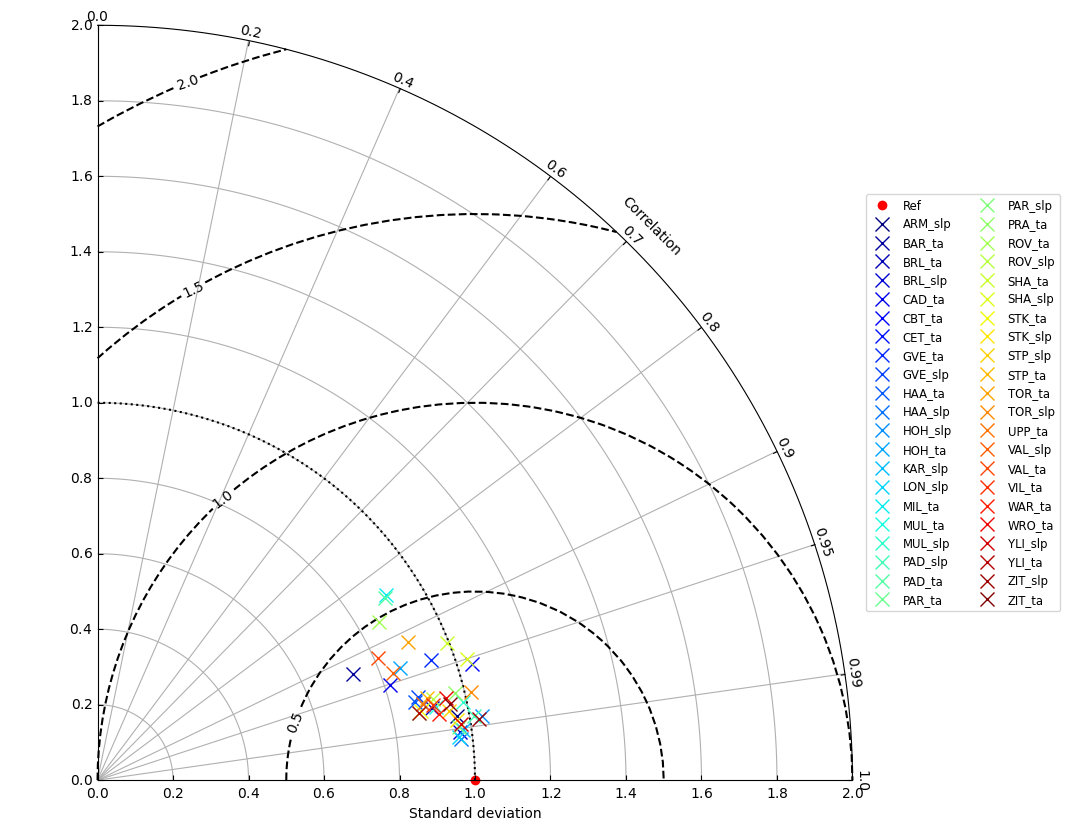 0.0
2.0
0.2
2.0
0.4
1.8
0.6
1.6
Correlation
0.7
1.4
1.5
0.8
1.2
1.0
0.9
0.8
1.0
0.95
0.6
0.4
0.99
0.2
0.5
0.0
1.0
0.0 0.2 0.4 0.6 0.8 1.0 1.2 1.4 1.6 1.8 2.0
Standard deviation
Ref
ARM_slp
BAR_ta
BRL_ta
BRL_slp
CAD_ta
CBT_ta
CET_ta
GVE_ta
GVE_slp
HAA_ta
HAA_slp
HOH_slp
HOH_ta
KAR_slp
LON_slp
MIL_ta
MUL_ta
MUL_slp
PAD_slp
PAD_ta
PAR_ta
PAR_slp
PRA_ta
ROV_ta
ROV_slp
SHA_ta
SHA_slp
STK_ta
STK_slp
STP_slp
STP_ta
TOR_ta
TOR_slp
UPP_ta
VAL_slp
VAL_ta
VIL_ta
WAR_ta
WRO_ta
YLI_slp
YLI_ta
ZIT_slp
ZIT_ta